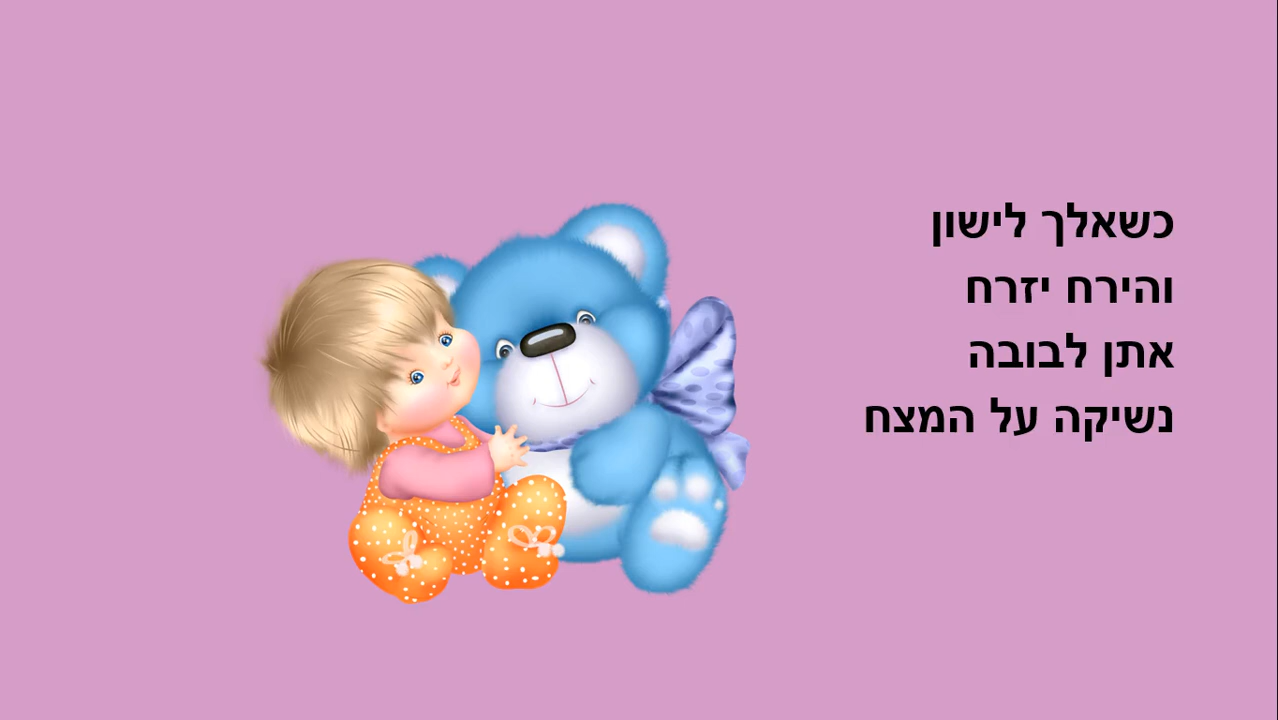 כשאלך לישון
והירח יזרח
אתן לבובה
נשיקה על המצח